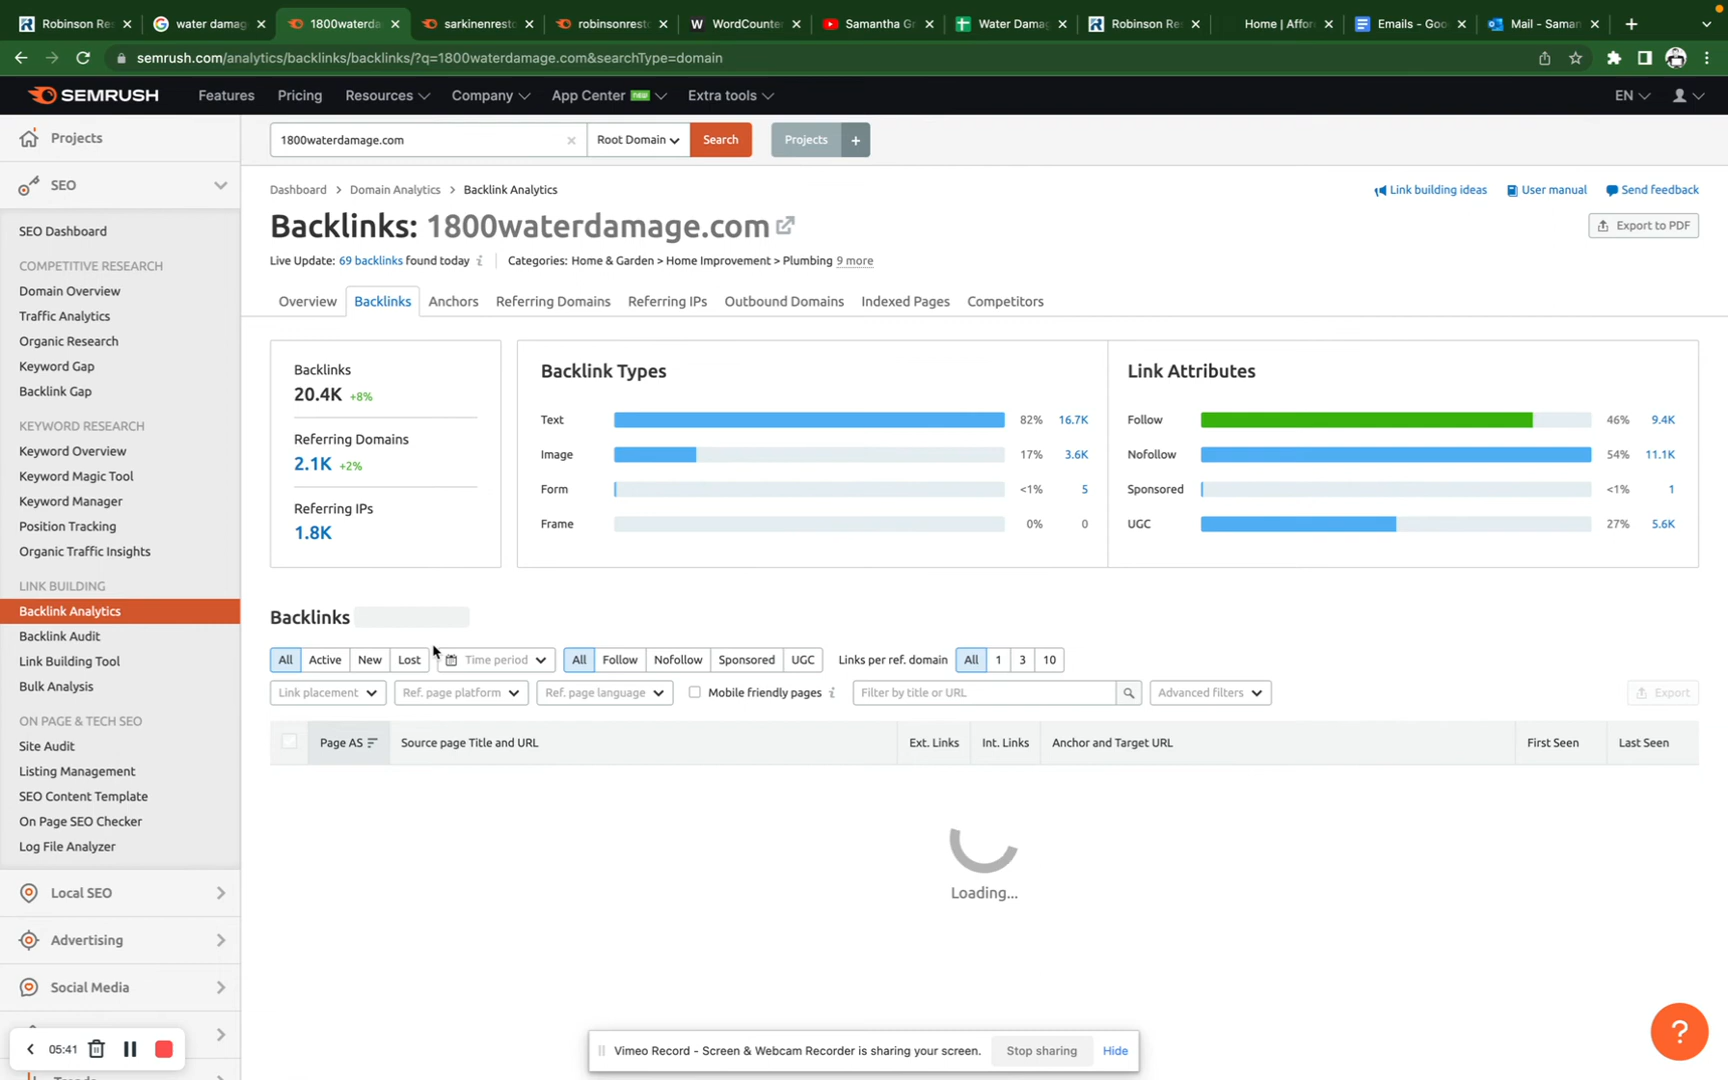 Robinson Res
water damag
1800waterda
sarkinenresto
robinsonresto
WordCounte
Samantha Gr
Water Damag
Robinson Re
Home | Affor
Emails - Goo
Mail - Saman
semrush.com/analytics/backlinks/backlinks/?q=1800waterdamage.com&searchType=domain
SEMRUSH
Features
Pricing
Resources
Company
App Center NEW
Extra tools
EN
Projects
1800waterdamage.com
Root Domain
Search
Projects
+
SEO
Dashboard > Domain Analytics > Backlink Analytics
Link building ideas
User manual
Send feedback
Backlinks: 1800waterdamage.com
Export to PDF
Live Update: 69 backlinks found today i
Categories: Home & Garden > Home Improvement > Plumbing 9 more
Overview
Backlinks
Anchors
Referring Domains
Referring IPs
Outbound Domains
Indexed Pages
Competitors
SEO Dashboard
COMPETITIVE RESEARCH
Domain Overview
Traffic Analytics
Organic Research
Keyword Gap
Backlink Gap
KEYWORD RESEARCH
Keyword Overview
Keyword Magic Tool
Keyword Manager
Position Tracking
Organic Traffic Insights
LINK BUILDING
Backlink Analytics
Backlink Audit
Link Building Tool
Bulk Analysis
ON PAGE & TECH SEO
Site Audit
Listing Management
SEO Content Template
On Page SEO Checker
Log File Analyzer
Local SEO
Advertising
Social Media
Backlinks
20.4K +8%
Referring Domains
2.1K +2%
Referring IPs
1.8K
Backlink Types
Text 82% 16.7K
Image 17% 3.6K
Form <1% 5
Frame 0% 0
Link Attributes
Follow 46% 9.4K
Nofollow 54% 11.1K
Sponsored <1% 1
UGC 27% 5.6K
Backlinks
All Active New Lost
Time period
All Follow Nofollow Sponsored UGC
Links per ref. domain All 1 3 10
Link placement
Ref. page platform
Ref. page language
Mobile friendly pages i
Filter by title or URL
Advanced filters
Export
Page AS
Source page Title and URL
Ext. Links
Int. Links
Anchor and Target URL
First Seen
Last Seen
Loading...
05:41
Vimeo Record - Screen & Webcam Recorder is sharing your screen.
Stop sharing
Hide
?